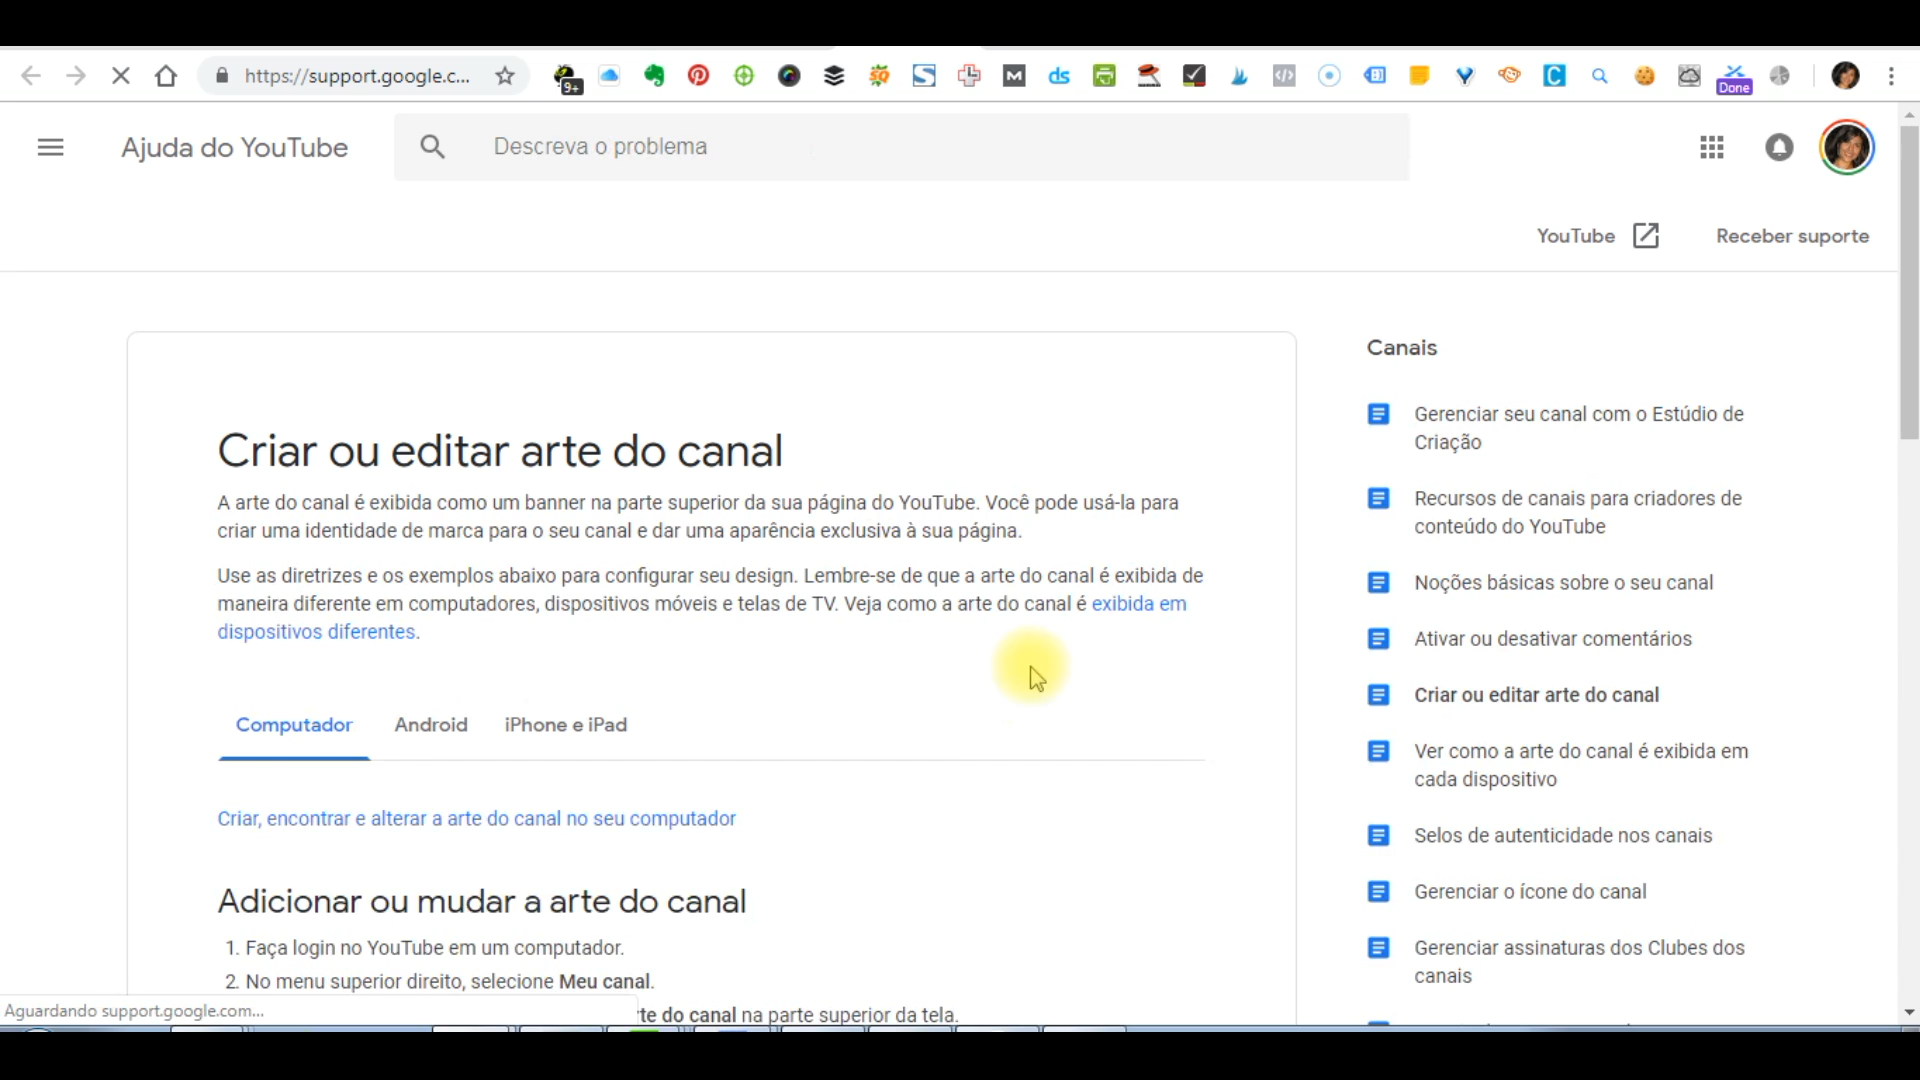 https://support.google.c...
9+
Done
Ajuda do YouTube
Descreva o problema
YouTube
Receber suporte
Criar ou editar arte do canal
A arte do canal é exibida como um banner na parte superior da sua página do YouTube. Você pode usá-la para
criar uma identidade de marca para o seu canal e dar uma aparência exclusiva à sua página.
Use as diretrizes e os exemplos abaixo para configurar seu design. Lembre-se de que a arte do canal é exibida de
maneira diferente em computadores, dispositivos móveis e telas de TV. Veja como a arte do canal é exibida em
dispositivos diferentes.
Computador
Android
iPhone e iPad
Criar, encontrar e alterar a arte do canal no seu computador
Adicionar ou mudar a arte do canal
1. Faça login no YouTube em um computador.
2. No menu superior direito, selecione Meu canal.
te do canal na parte superior da tela.
Aguardando support.google.com...
Canais
Gerenciar seu canal com o Estúdio de
Criação
Recursos de canais para criadores de
conteúdo do YouTube
Noções básicas sobre o seu canal
Ativar ou desativar comentários
Criar ou editar arte do canal
Ver como a arte do canal é exibida em
cada dispositivo
Selos de autenticidade nos canais
Gerenciar o ícone do canal
Gerenciar assinaturas dos Clubes dos
canais